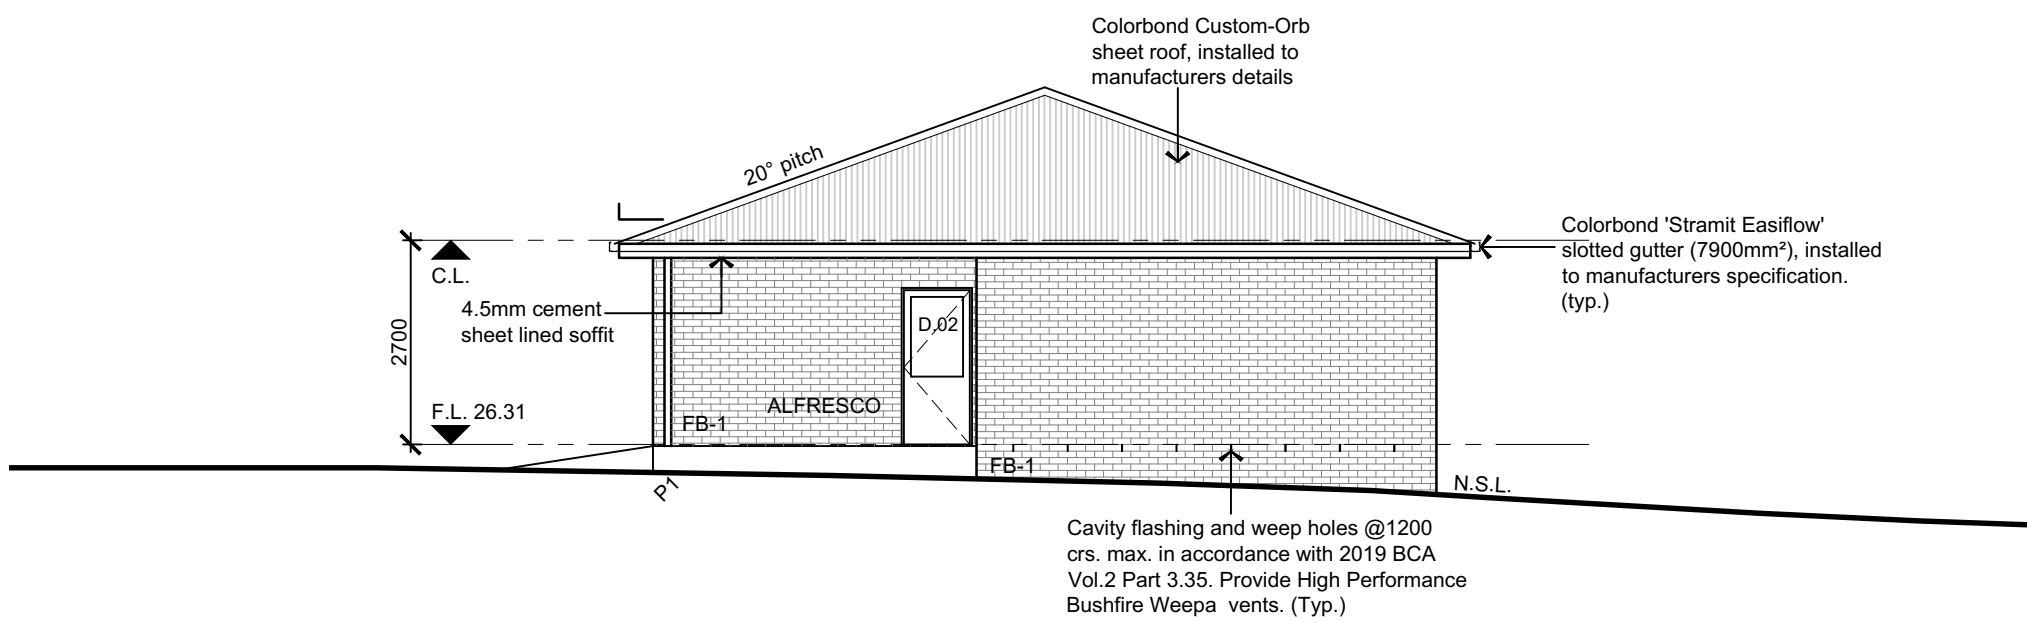 Colorbond Custom-Orb
sheet roof, installed to
manufacturers details
20° pitch
Colorbond 'Stramit Easiflow'
slotted gutter (7900mm²), installed
to manufacturers specification.
(typ.)
C.L.
4.5mm cement
sheet lined soffit
D.02
2700
F.L. 26.31
ALFRESCO
FB-1
FB-1
P1
N.S.L.
Cavity flashing and weep holes @1200
crs. max. in accordance with 2019 BCA
Vol.2 Part 3.35. Provide High Performance
Bushfire Weepa vents. (Typ.)